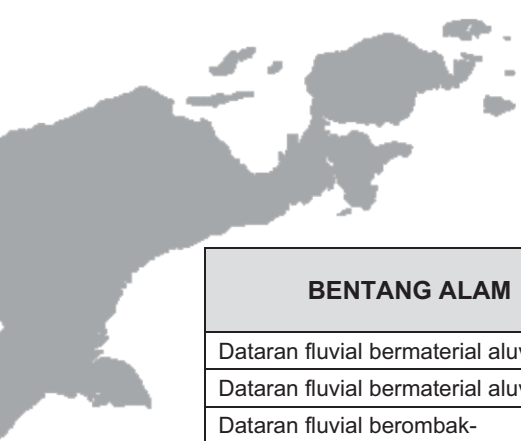 BENTANG ALAM
Dataran fluvial bermaterial
Dataran fluvial bermaterial
Dataran fluvial berombak-